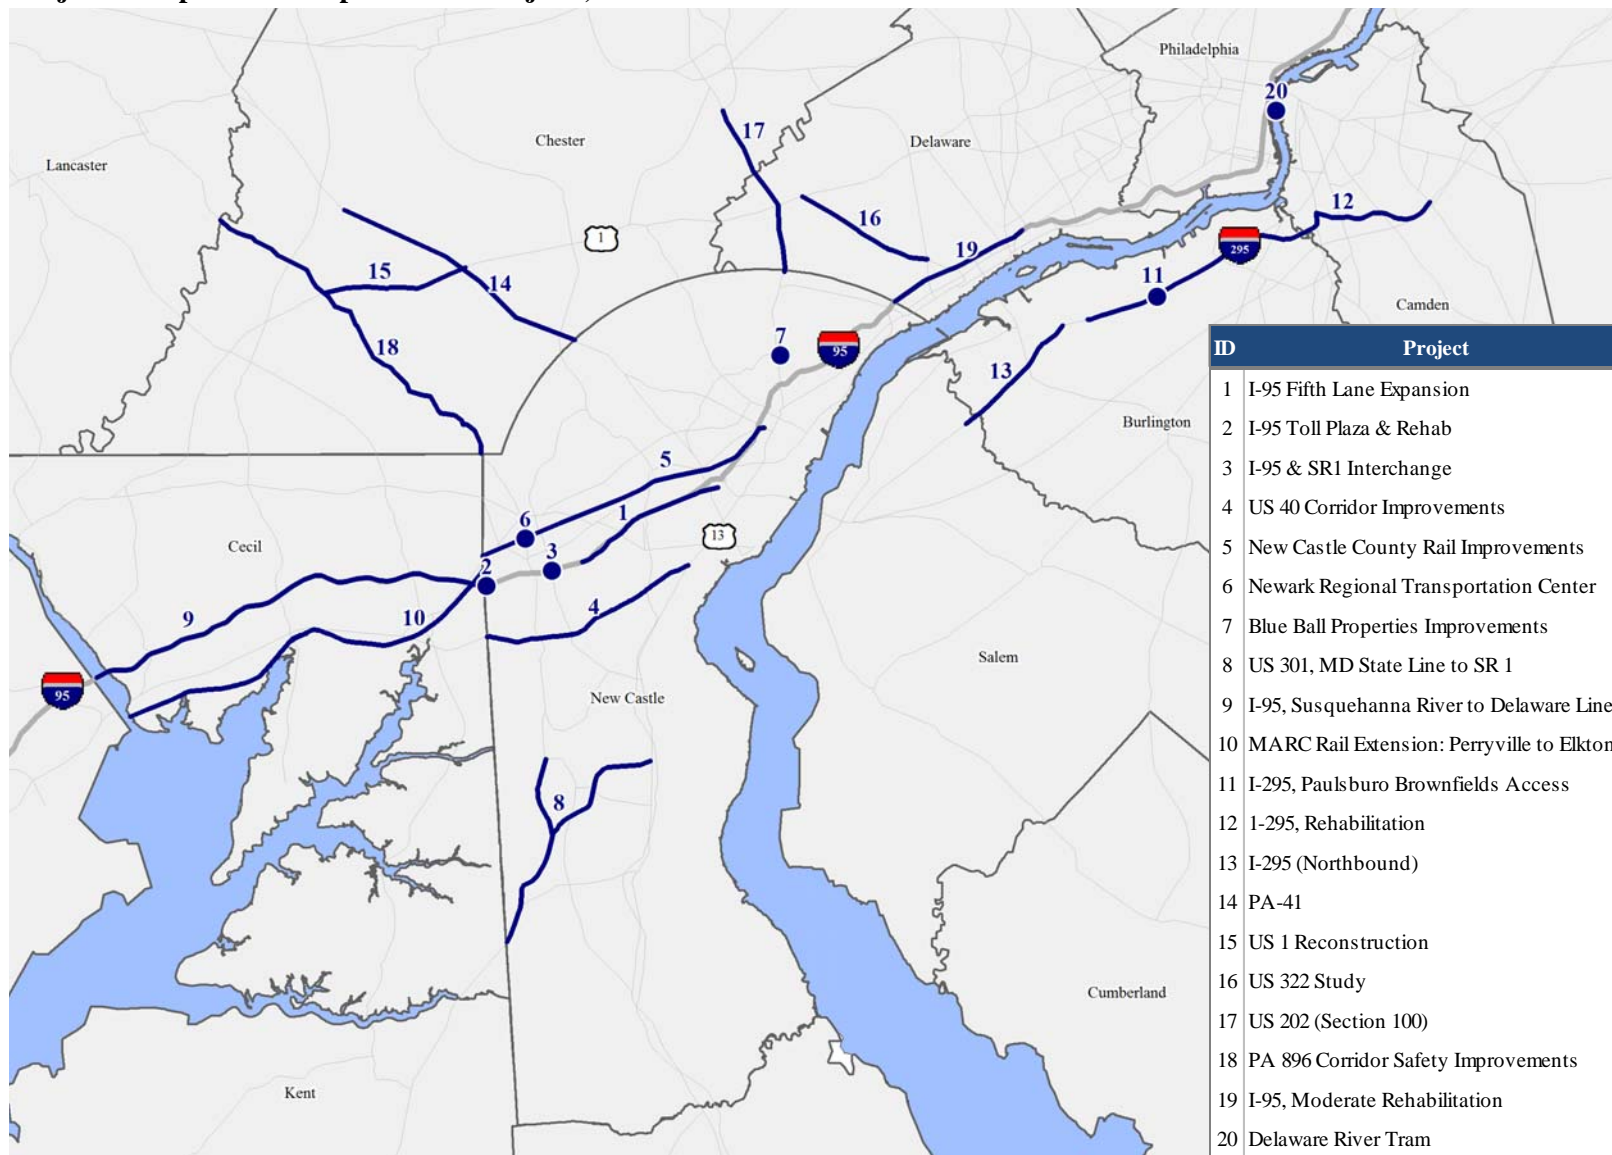 Philadelphia
20
17
Chester
Delaware
Lancaster
12
16
1
19
295
15
11
14
Camden
7
18
95
13
Burlington
5
1
6
13
3
Cecil
2
4
9
10
Salem
95
New Castle
8
Cumberland
Kent
ID Project
1 I-95 Fifth Lane Expansion
2 I-95 Toll Plaza & Rehab
3 I-95 & SR1 Interchange
4 US 40 Corridor Improvements
5 New Castle County Rail Improvements
6 Newark Regional Transportation Center
7 Blue Ball Properties Improvements
8 US 301, MD State Line to SR 1
9 I-95, Susquehanna River to Delaware Line
10 MARC Rail Extension: Perryville to Elkton
11 I-295, Paulsburo Brownfields Access
12 1-295, Rehabilitation
13 I-295 (Northbound)
14 PA-41
15 US 1 Reconstruction
16 US 322 Study
17 US 202 (Section 100)
18 PA 896 Corridor Safety Improvements
19 I-95, Moderate Rehabilitation
20 Delaware River Tram